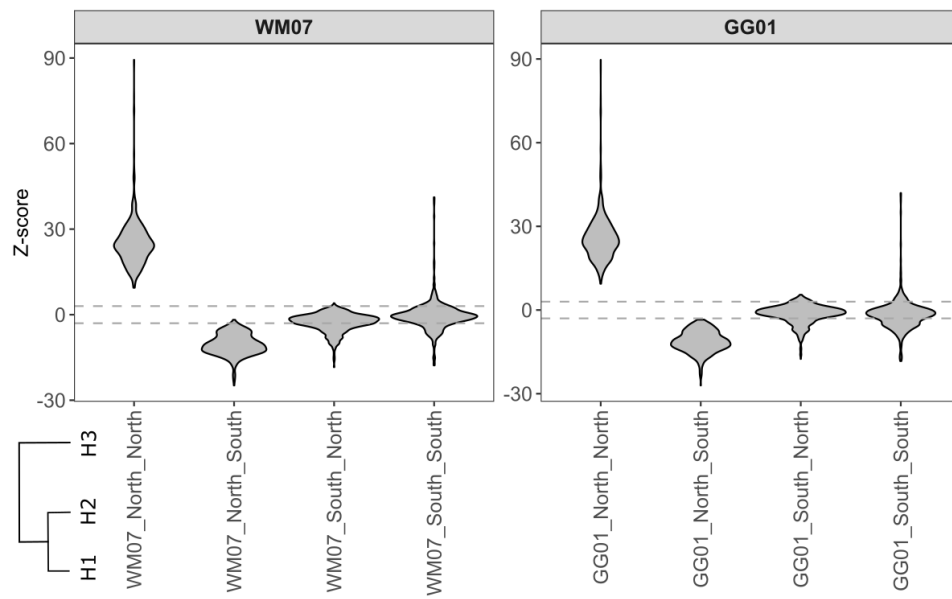 WM07
GG01
Z-score
90
60
30
0
-30
90
60
30
0
-30
H3
H2
H1
WM07_North_North
WM07_North_South
WM07_South_North
WM07_South_South
GG01_North_North
GG01_North_South
GG01_South_North
GG01_South_South